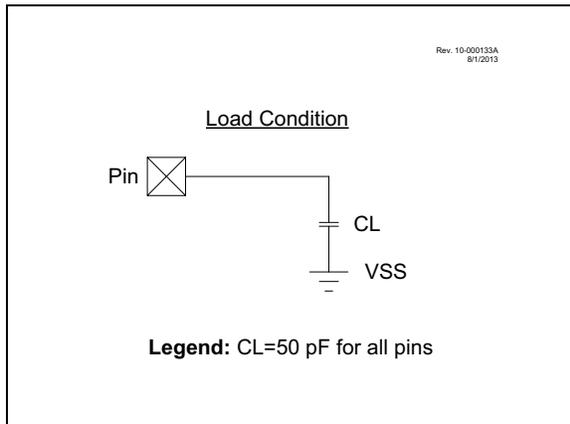 Rev. 10-000133A
8/1/2013
Load Condition
Pin
CL
VSS
Legend: CL=50 pF for all pins